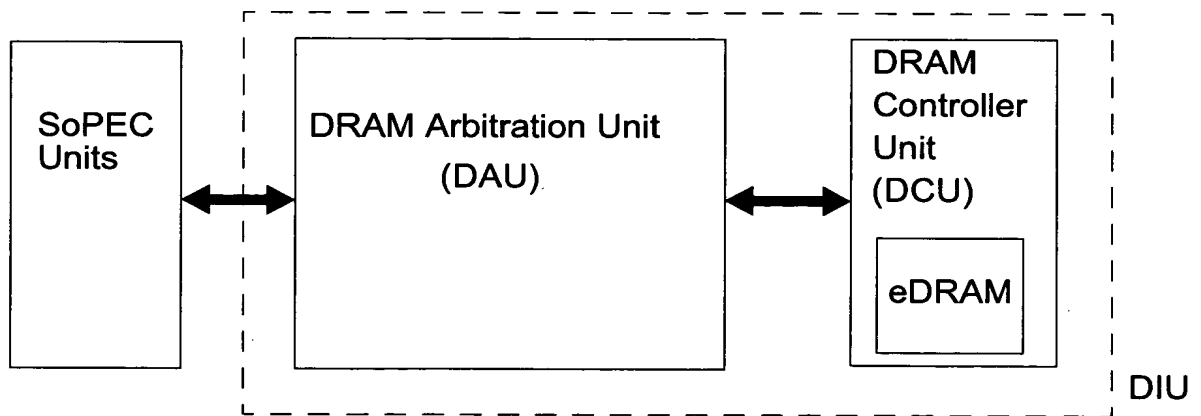 SoPEC
Units
DRAM Arbitration Unit
(DAU)
DRAM
Controller
Unit
(DCU)
eDRAM
DIU